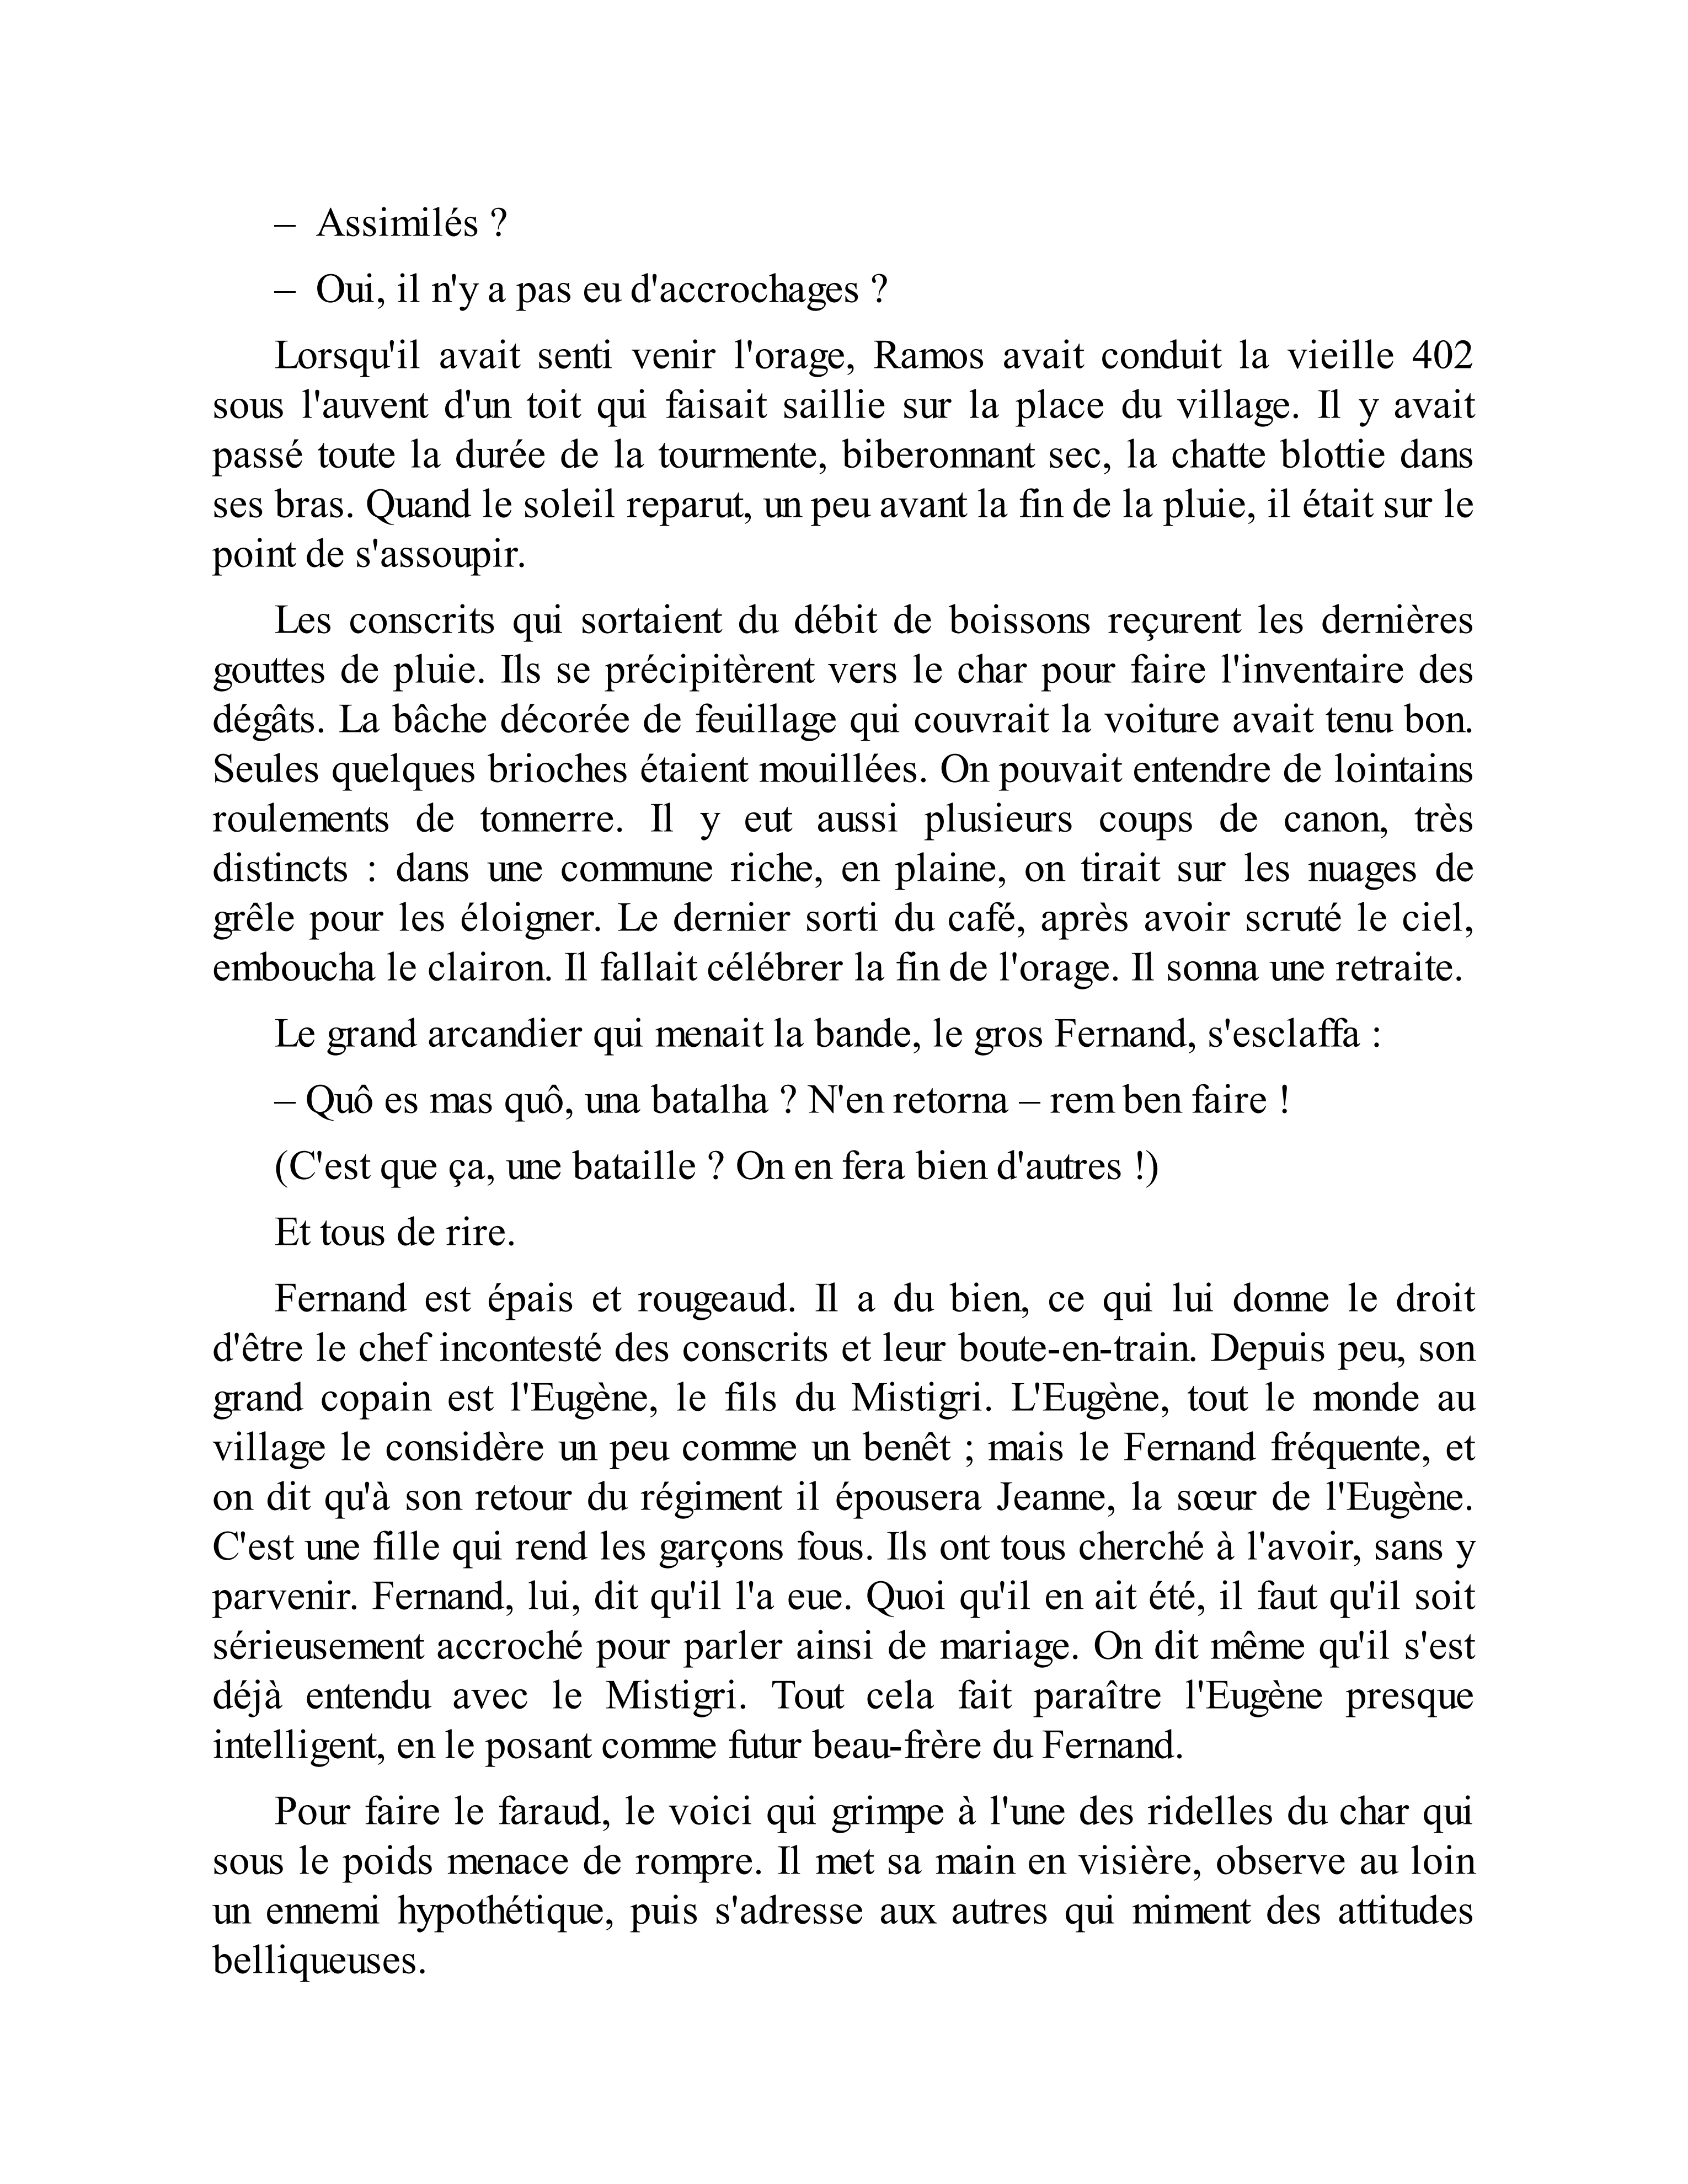 – Assimilés ?
– Oui, il n'y a pas eu d'accrochages ?
Lorsqu'il avait senti venir l'orage, Ramos avait conduit la vieille 402
sous l'auvent d'un toit qui faisait saillie sur la place du village. Il y avait
passé toute la durée de la tourmente, biberonnant sec, la chatte blottie dans
ses bras. Quand le soleil reparut, un peu avant la fin de la pluie, il était sur le
point de s'assoupir.
Les conscrits qui sortaient du débit de boissons reçurent les dernières
gouttes de pluie. Ils se précipitèrent vers le char pour faire l'inventaire des
dégâts. La bâche décorée de feuillage qui couvrait la voiture avait tenu bon.
Seules quelques brioches étaient mouillées. On pouvait entendre de lointains
roulements de tonnerre. Il y eut aussi plusieurs coups de canon, très
distincts : dans une commune riche, en plaine, on tirait sur les nuages de
grêle pour les éloigner. Le dernier sorti du café, après avoir scruté le ciel,
emboucha le clairon. Il fallait célébrer la fin de l'orage. Il sonna une retraite.
Le grand arcandier qui menait la bande, le gros Fernand, s'esclaffa :
– Quô es mas quô, una batalha ? N'en retorna – rem ben faire !
(C'est que ça, une bataille ? On en fera bien d'autres !)
Et tous de rire.
Fernand est épais et rougeaud. Il a du bien, ce qui lui donne le droit
d'être le chef incontesté des conscrits et leur boute-en-train. Depuis peu, son
grand copain est l'Eugène, le fils du Mistigri. L'Eugène, tout le monde au
village le considère un peu comme un benêt ; mais le Fernand fréquente, et
on dit qu'à son retour du régiment il épousera Jeanne, la sœur de l'Eugène.
C'est une fille qui rend les garçons fous. Ils ont tous cherché à l'avoir, sans y
parvenir. Fernand, lui, dit qu'il l'a eue. Quoi qu'il en ait été, il faut qu'il soit
sérieusement accroché pour parler ainsi de mariage. On dit même qu'il s'est
déjà entendu avec le Mistigri. Tout cela fait paraître l'Eugène presque
intelligent, en le posant comme futur beau-frère du Fernand.
Pour faire le faraud, le voici qui grimpe à l'une des ridelles du char qui
sous le poids menace de rompre. Il met sa main en visière, observe au loin
un ennemi hypothétique, puis s'adresse aux autres qui miment des attitudes
belliqueuses.